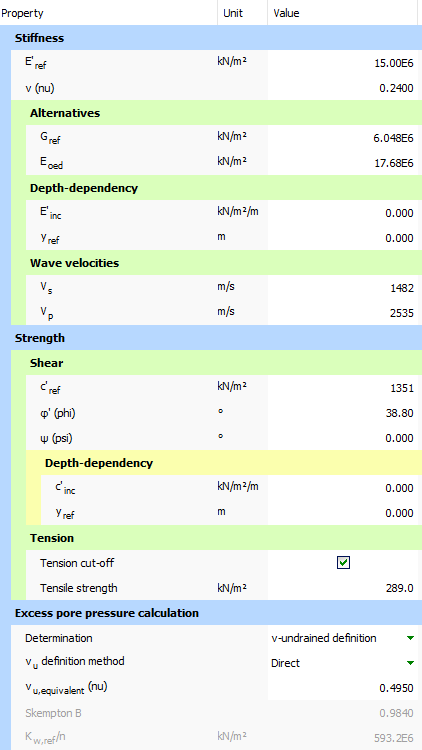 Property Unit Value
Stiffness
E'ref kN/m² 15.00E6
ν (nu) 0.2400
Alternatives
Gref kN/m² 6.048E6
Eoed kN/m² 17.68E6
Depth-dependency
E'inc kN/m²/m 0.000
yref m 0.000
Wave velocities
Vs m/s 1482
Vp m/s 2535
Strength
Shear
c'ref kN/m² 1351
φ' (phi) ° 38.80
ψ (psi) ° 0.000
Depth-dependency
c'inc kN/m²/m 0.000
yref m 0.000
Tension
Tension cut-off
Tensile strength kN/m² 289.0
Excess pore pressure calculation
Determination ν-undrained definition
νu definition method Direct
νu,equivalent (nu) 0.4950
Skempton B 0.9840
Kw,ref/n kN/m² 593.2E6